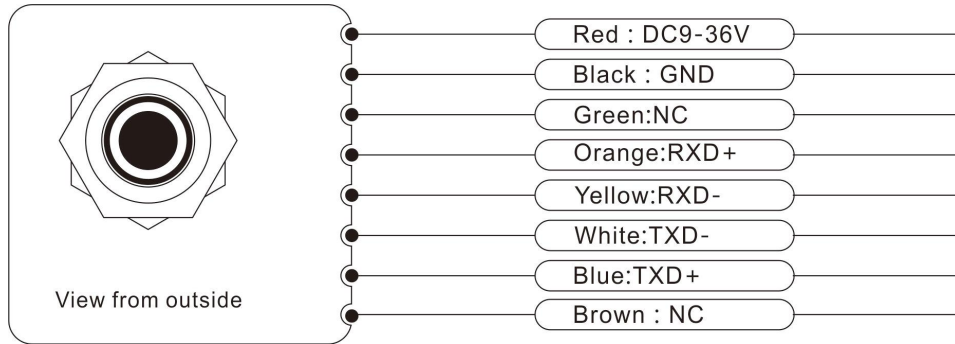 Red : DC9-36V
Black : GND
Green:NC
Orange:RXD+
Yellow:RXD-
White:TXD-
Blue:TXD+
Brown : NC
View from outside